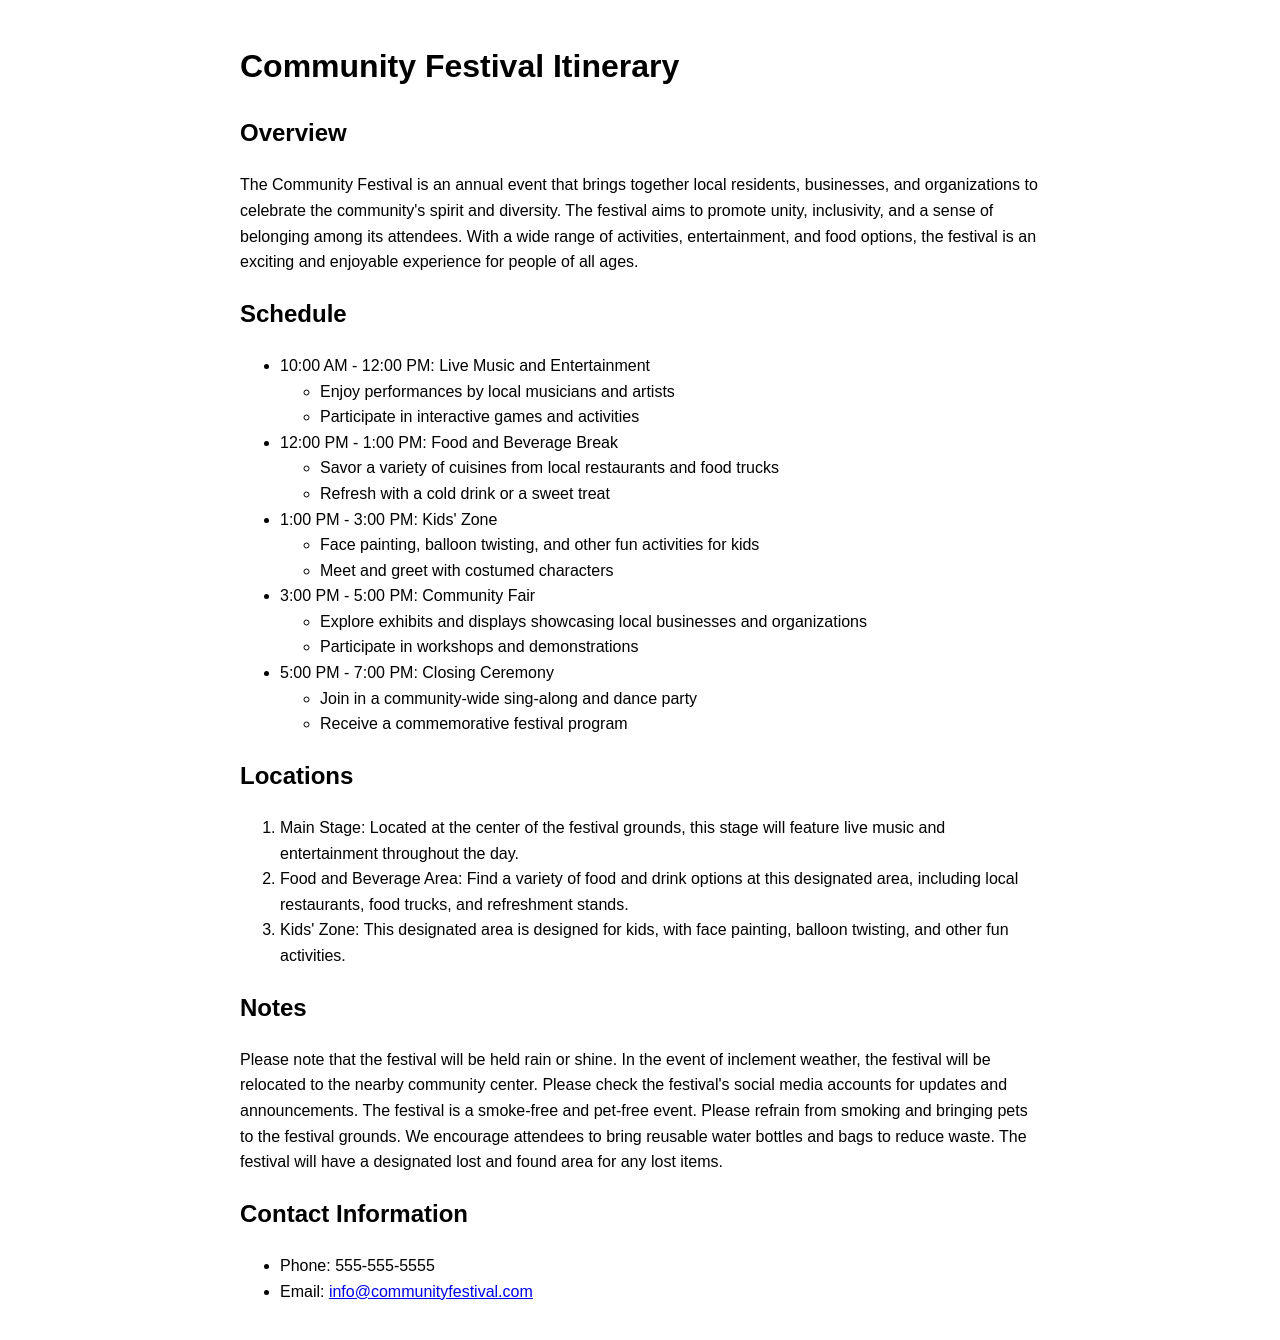 Community Festival Itinerary
Overview
The Community Festival is an annual event that brings together local residents, businesses, and organizations to
celebrate the community's spirit and diversity. The festival aims to promote unity, inclusivity, and a sense of
belonging among its attendees. With a wide range of activities, entertainment, and food options, the festival is an
exciting and enjoyable experience for people of all ages.
Schedule
• 10:00 AM - 12:00 PM: Live Music and Entertainment
◦ Enjoy performances by local musicians and artists
◦ Participate in interactive games and activities
• 12:00 PM - 1:00 PM: Food and Beverage Break
◦ Savor a variety of cuisines from local restaurants and food trucks
◦ Refresh with a cold drink or a sweet treat
• 1:00 PM - 3:00 PM: Kids' Zone
◦ Face painting, balloon twisting, and other fun activities for kids
◦ Meet and greet with costumed characters
• 3:00 PM - 5:00 PM: Community Fair
◦ Explore exhibits and displays showcasing local businesses and organizations
◦ Participate in workshops and demonstrations
• 5:00 PM - 7:00 PM: Closing Ceremony
◦ Join in a community-wide sing-along and dance party
◦ Receive a commemorative festival program
Locations
1. Main Stage: Located at the center of the festival grounds, this stage will feature live music and
entertainment throughout the day.
2. Food and Beverage Area: Find a variety of food and drink options at this designated area, including local
restaurants, food trucks, and refreshment stands.
3. Kids' Zone: This designated area is designed for kids, with face painting, balloon twisting, and other fun
activities.
Notes
Please note that the festival will be held rain or shine. In the event of inclement weather, the festival will be
relocated to the nearby community center. Please check the festival's social media accounts for updates and
announcements. The festival is a smoke-free and pet-free event. Please refrain from smoking and bringing pets
to the festival grounds. We encourage attendees to bring reusable water bottles and bags to reduce waste. The
festival will have a designated lost and found area for any lost items.
Contact Information
• Phone: 555-555-5555
• Email: info@communityfestival.com